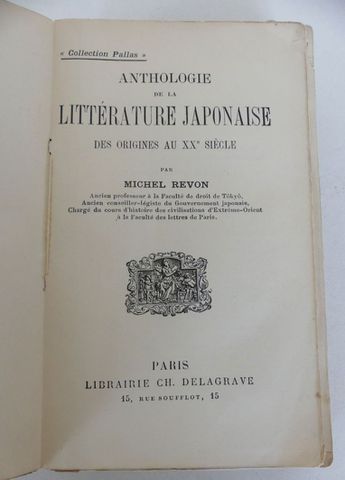 « Collection Pallas »
ANTHOLOGIE
DE LA
LITTÉRATURE JAPONAISE
DES ORIGINES AU XXᵉ SIÈCLE
PAR
MICHEL REVON
Ancien professeur à la Faculté de droit de Tôkyô,
Ancien conseiller-légiste du Gouvernement japonais,
Chargé du cours d'histoire des civilisations d'Extrême-Orient
à la Faculté des lettres de Paris.
PARIS
LIBRAIRIE CH. DELAGRAVE
15, RUE SOUFFLOT, 15